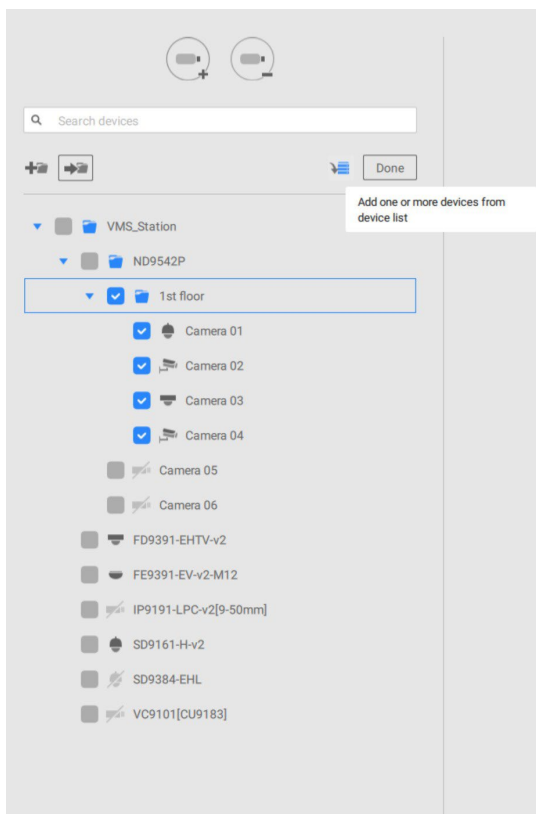 Search devices
Done
Add one or more devices from
device list
VMS_Station
ND9542P
1st floor
Camera 01
Camera 02
Camera 03
Camera 04
Camera 05
Camera 06
FD9391-EHTV-v2
FE9391-EV-v2-M12
IP9191-LPC-v2[9-50mm]
SD9161-H-v2
SD9384-EHL
VC9101[CU9183]